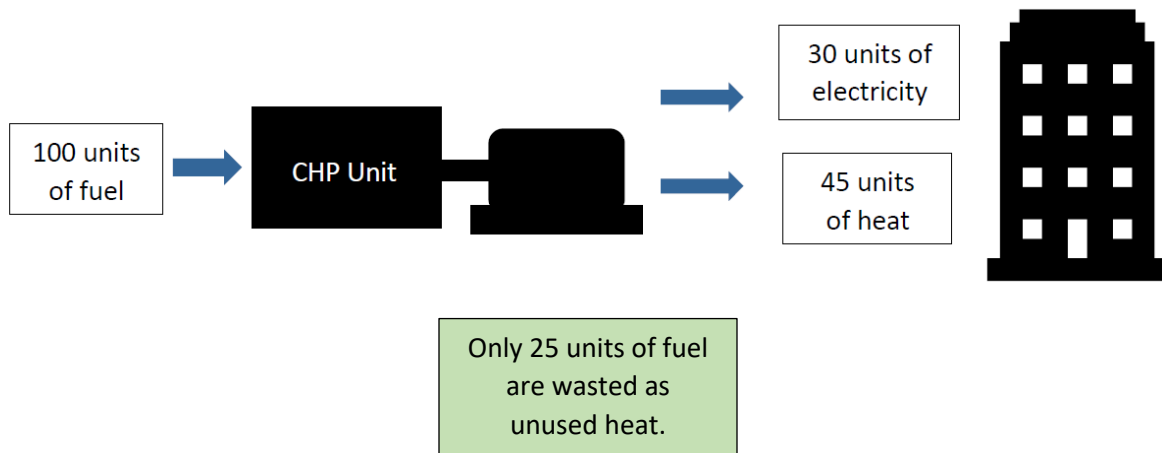 100 units
of fuel
CHP Unit
30 units of
electricity
45 units
of heat
Only 25 units of fuel
are wasted as
unused heat.